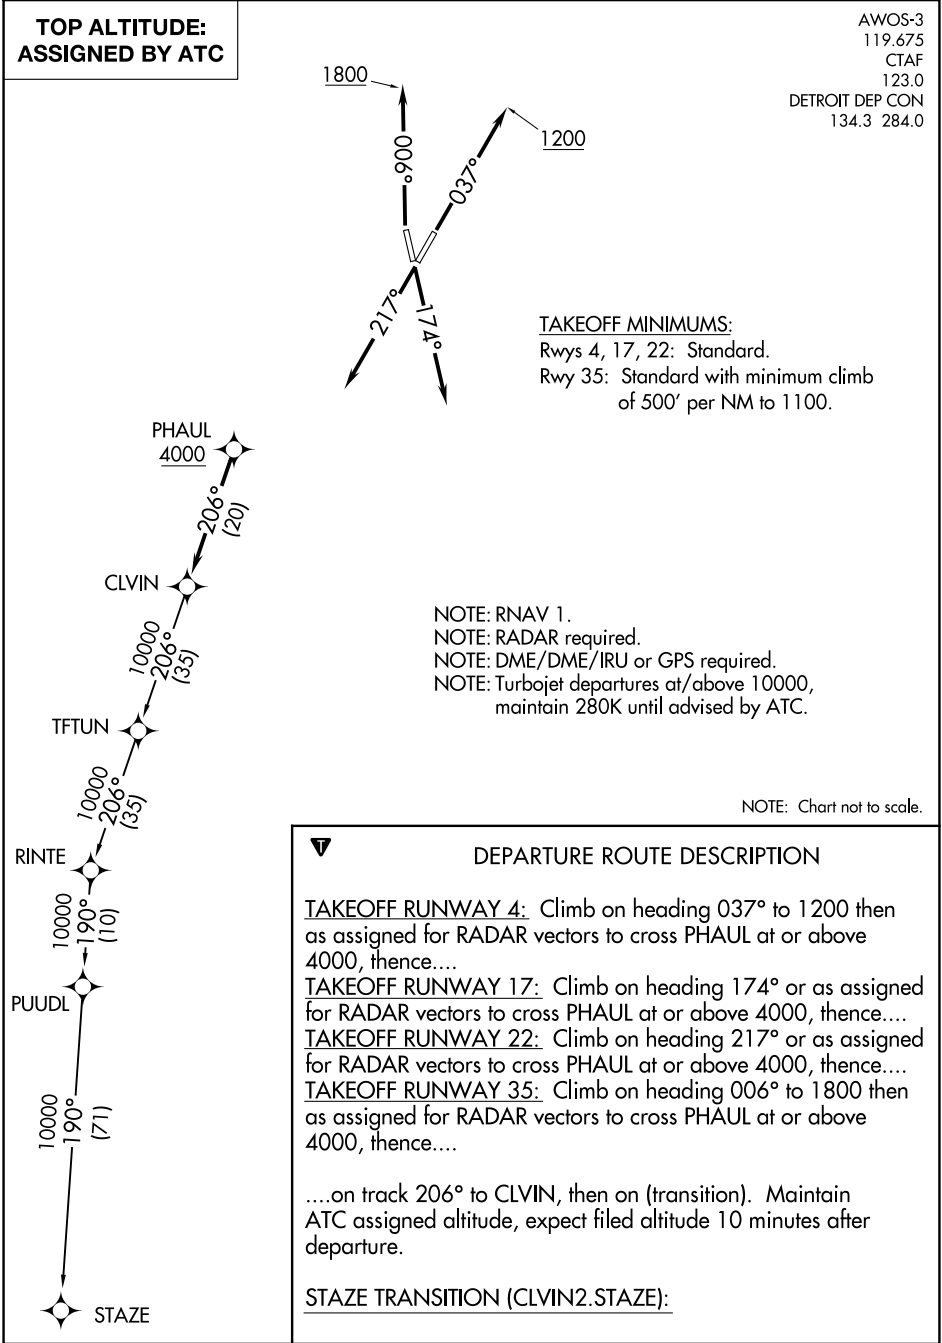 TOP ALTITUDE:
ASSIGNED BY ATC
AWOS-3
119.675
CTAF
123.0
DETROIT DEP CON
134.3 284.0
1800
1200
006°
037°
217°
174°
TAKEOFF MINIMUMS:
Rwys 4, 17, 22: Standard.
Rwy 35: Standard with minimum climb
of 500' per NM to 1100.
PHAUL
4000
206°
(20)
CLVIN
10000
206°
(35)
TFTUN
10000
206°
(35)
RINTE
10000
190°
(10)
PUUDL
10000
190°
(71)
STAZE
NOTE: RNAV 1.
NOTE: RADAR required.
NOTE: DME/DME/IRU or GPS required.
NOTE: Turbojet departures at/above 10000,
maintain 280K until advised by ATC.
NOTE: Chart not to scale.
T
DEPARTURE ROUTE DESCRIPTION
TAKEOFF RUNWAY 4: Climb on heading 037° to 1200 then
as assigned for RADAR vectors to cross PHAUL at or above
4000, thence....
TAKEOFF RUNWAY 17: Climb on heading 174° or as assigned
for RADAR vectors to cross PHAUL at or above 4000, thence....
TAKEOFF RUNWAY 22: Climb on heading 217° or as assigned
for RADAR vectors to cross PHAUL at or above 4000, thence....
TAKEOFF RUNWAY 35: Climb on heading 006° to 1800 then
as assigned for RADAR vectors to cross PHAUL at or above
4000, thence....
....on track 206° to CLVIN, then on (transition). Maintain
ATC assigned altitude, expect filed altitude 10 minutes after
departure.
STAZE TRANSITION (CLVIN2.STAZE):